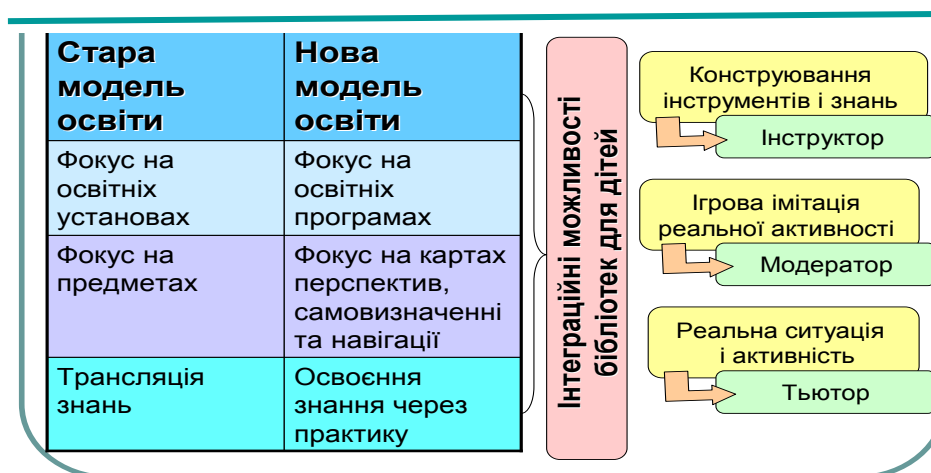 Стара
модель
освіти
Нова
модель
освіти
Фокус на
освітніх
установах
Фокус на
освітніх
програмах
Фокус на
предметах
Фокус на картах
перспектив,
самовизначенні
та навігації
Трансляція
знань
Освоєння
знання через
практику
Інтеграційні можливості
бібліотек для дітей
Конструювання
інструментів і знань
Інструктор
Ігрова імітація
реальної активності
Модератор
Реальна ситуація
і активність
Тьютор